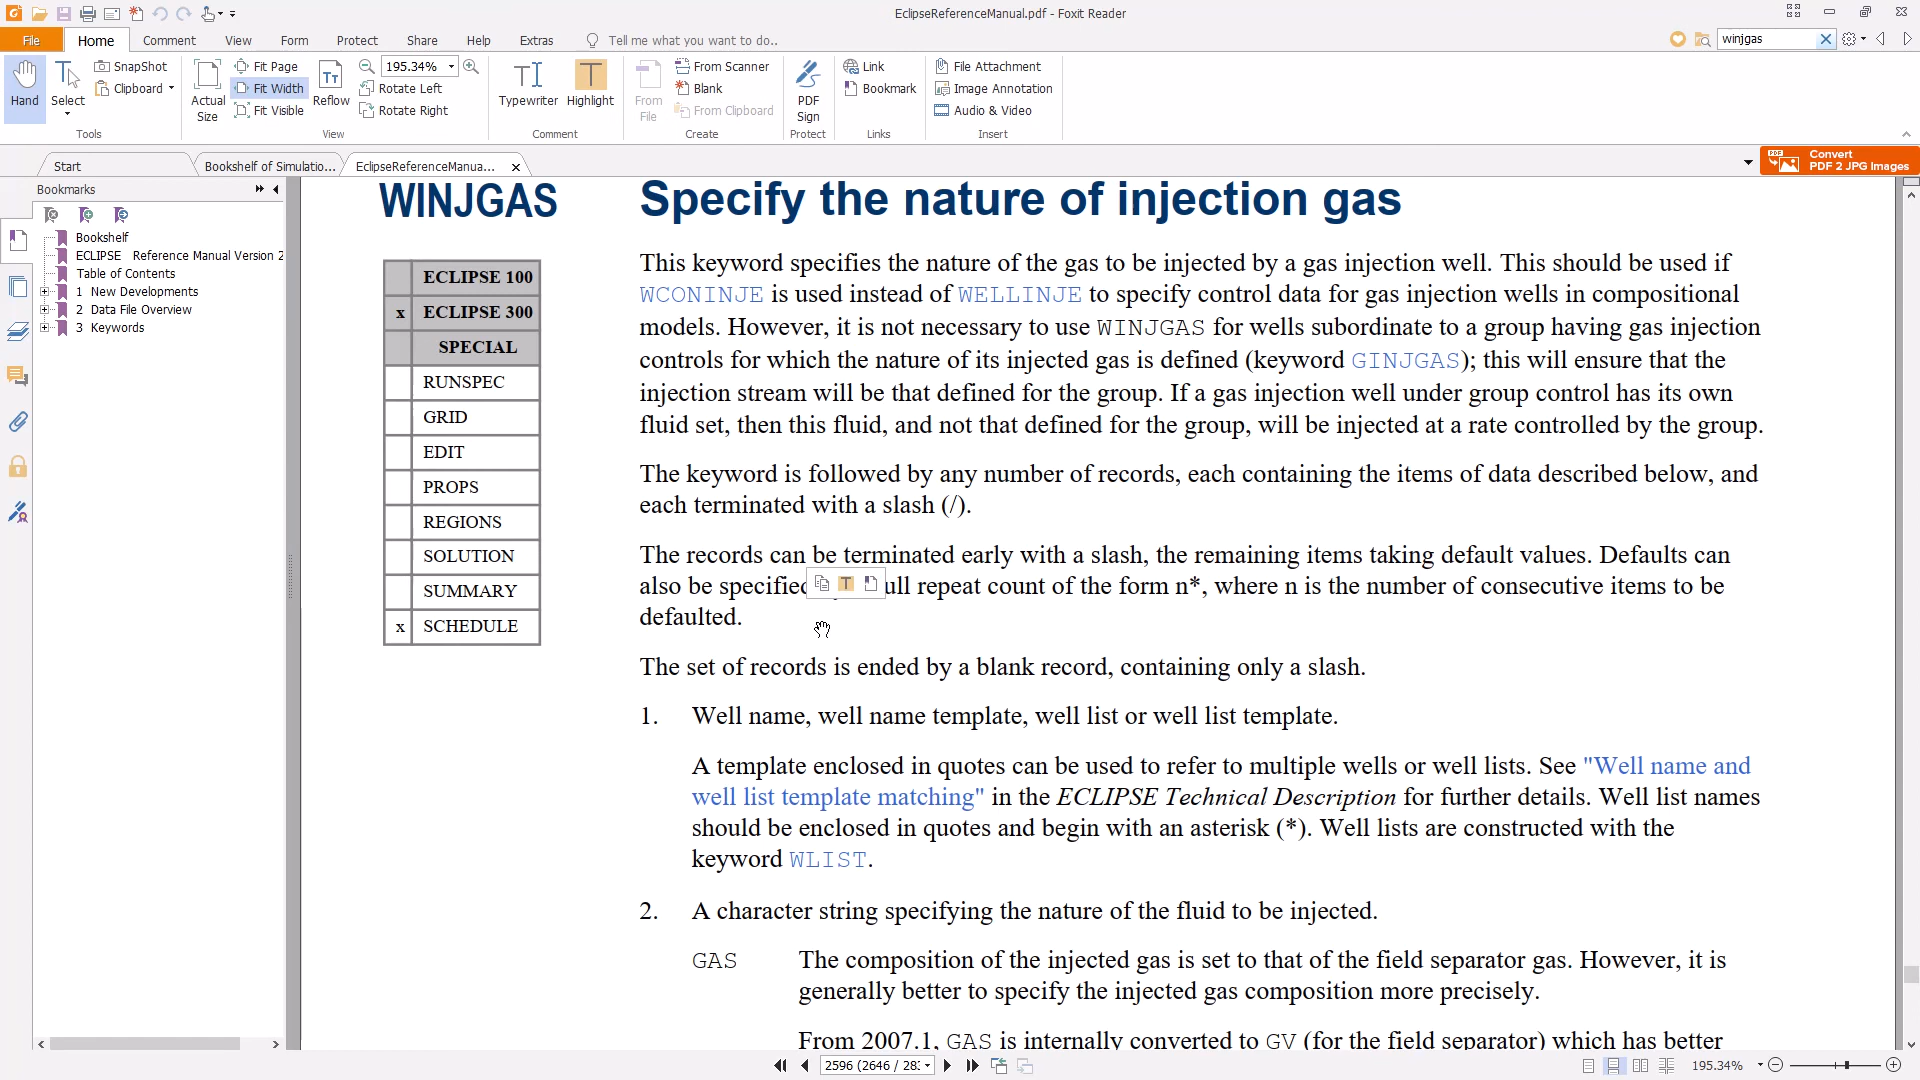 EclipseReferenceManual.pdf - Foxit Reader
File Home Comment View Form Protect Share Help Extras Tell me what you want to do..
winjgas
Hand
Select
SnapShot
Clipboard
Tools
Actual Size
Fit Page
Fit Width
Fit Visible
Reflow
195.34%
Rotate Left
Rotate Right
View
Typewriter
Highlight
Comment
From File
From Scanner
Blank
From Clipboard
Create
PDF Sign
Protect
Link
Bookmark
Links
File Attachment
Image Annotation
Audio & Video
Insert
Start
Bookshelf of Simulatio...
EclipseReferenceManua...
Convert
PDF 2 JPG Images
Bookmarks
Bookshelf
ECLIPSE Reference Manual Version 2
Table of Contents
1 New Developments
2 Data File Overview
3 Keywords
WINJGAS
Specify the nature of injection gas
ECLIPSE 100
x ECLIPSE 300
SPECIAL
RUNSPEC
GRID
EDIT
PROPS
REGIONS
SOLUTION
SUMMARY
x SCHEDULE
This keyword specifies the nature of the gas to be injected by a gas injection well. This should be used if
WCONINJE is used instead of WELLINJE to specify control data for gas injection wells in compositional
models. However, it is not necessary to use WINJGAS for wells subordinate to a group having gas injection
controls for which the nature of its injected gas is defined (keyword GINJGAS); this will ensure that the
injection stream will be that defined for the group. If a gas injection well under group control has its own
fluid set, then this fluid, and not that defined for the group, will be injected at a rate controlled by the group.
The keyword is followed by any number of records, each containing the items of data described below, and
each terminated with a slash (/).
The records can be terminated early with a slash, the remaining items taking default values. Defaults can
also be specified ull repeat count of the form n*, where n is the number of consecutive items to be
defaulted.
The set of records is ended by a blank record, containing only a slash.
1. Well name, well name template, well list or well list template.
A template enclosed in quotes can be used to refer to multiple wells or well lists. See "Well name and
well list template matching" in the ECLIPSE Technical Description for further details. Well list names
should be enclosed in quotes and begin with an asterisk (*). Well lists are constructed with the
keyword WLIST.
2. A character string specifying the nature of the fluid to be injected.
GAS The composition of the injected gas is set to that of the field separator gas. However, it is
generally better to specify the injected gas composition more precisely.
From 2007.1, GAS is internally converted to GV (for the field separator) which has better
2596 (2646 / 28
195.34%